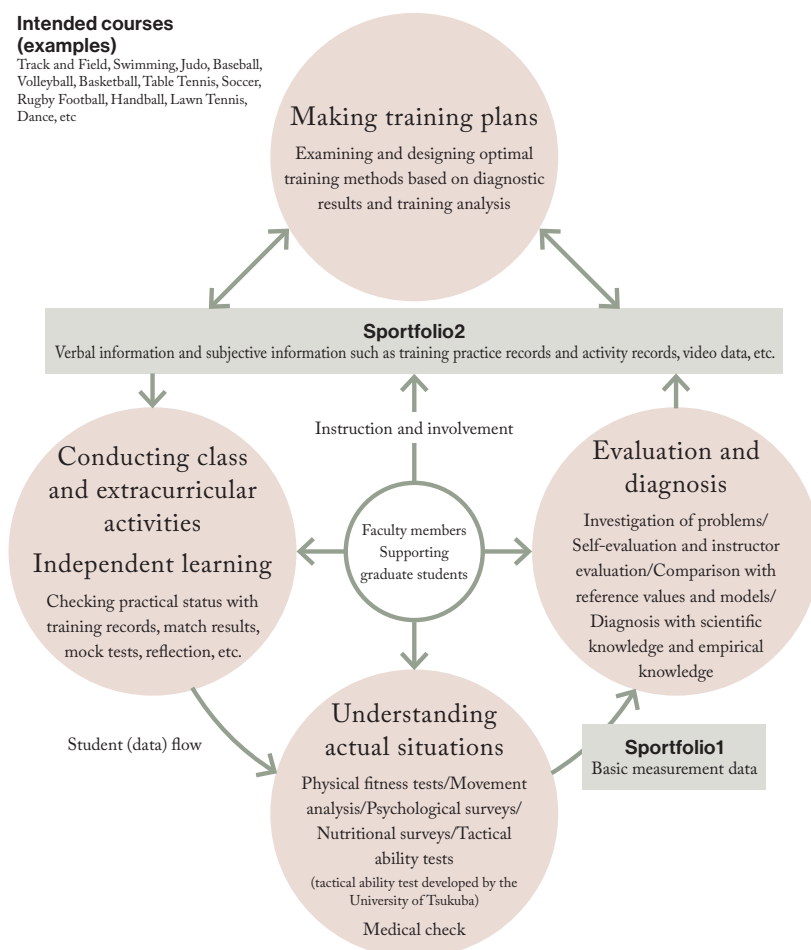 Intended courses
(examples)
Track and Field, Swimming, Judo, Baseball,
Volleyball, Basketball, Table Tennis, Soccer,
Rugby Football, Handball, Lawn Tennis,
Dance, etc
Making training plans
Examining and designing optimal
training methods based on diagnostic
results and training analysis
Sportfolio2
Verbal information and subjective information such as training practice records and activity records, video data, etc.
Instruction and involvement
Conducting class
and extracurricular
activities
Independent learning
Checking practical status with
training records, match results,
mock tests, reflection, etc.
Faculty members
Supporting
graduate students
Evaluation and
diagnosis
Investigation of problems/
Self-evaluation and instructor
evaluation/Comparison with
reference values and models/
Diagnosis with scientific
knowledge and empirical
knowledge
Student (data) flow
Understanding
actual situations
Physical fitness tests/Movement
analysis/Psychological surveys/
Nutritional surveys/Tactical
ability tests
(tactical ability test developed by the
University of Tsukuba)
Medical check
Sportfolio1
Basic measurement data